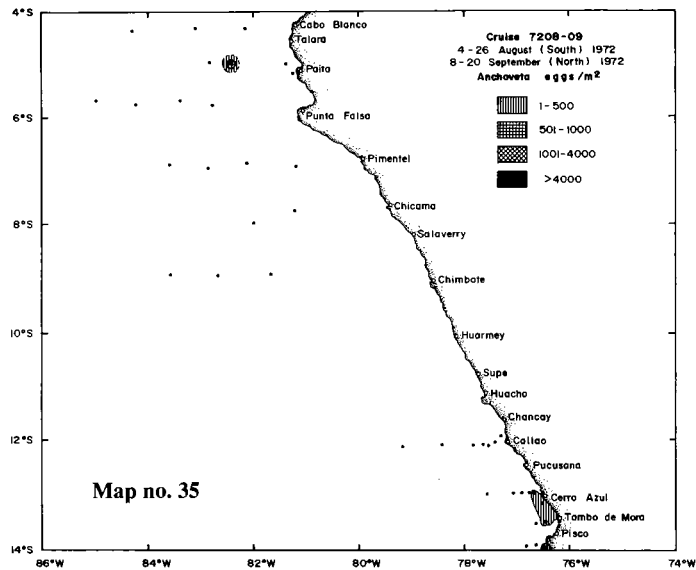 4°S
Cabo Blanco
Talara
Paita
Punta Falsa
6°S
Pimentel
Chicama
8°S
Salaverry
Chimbote
10°S
Huarmey
Supe
Huacho
Chancay
12°S
Callao
Pucusana
Cerro Azul
Tambo de Mora
Pisco
14°S
86°W
84°W
82°W
80°W
78°W
76°W
74°W
Cruise 7208-09
4-26 August (South) 1972
8-20 September (North) 1972
Anchoveta eggs/m²
1-500
501-1000
1001-4000
>4000
Map no. 35